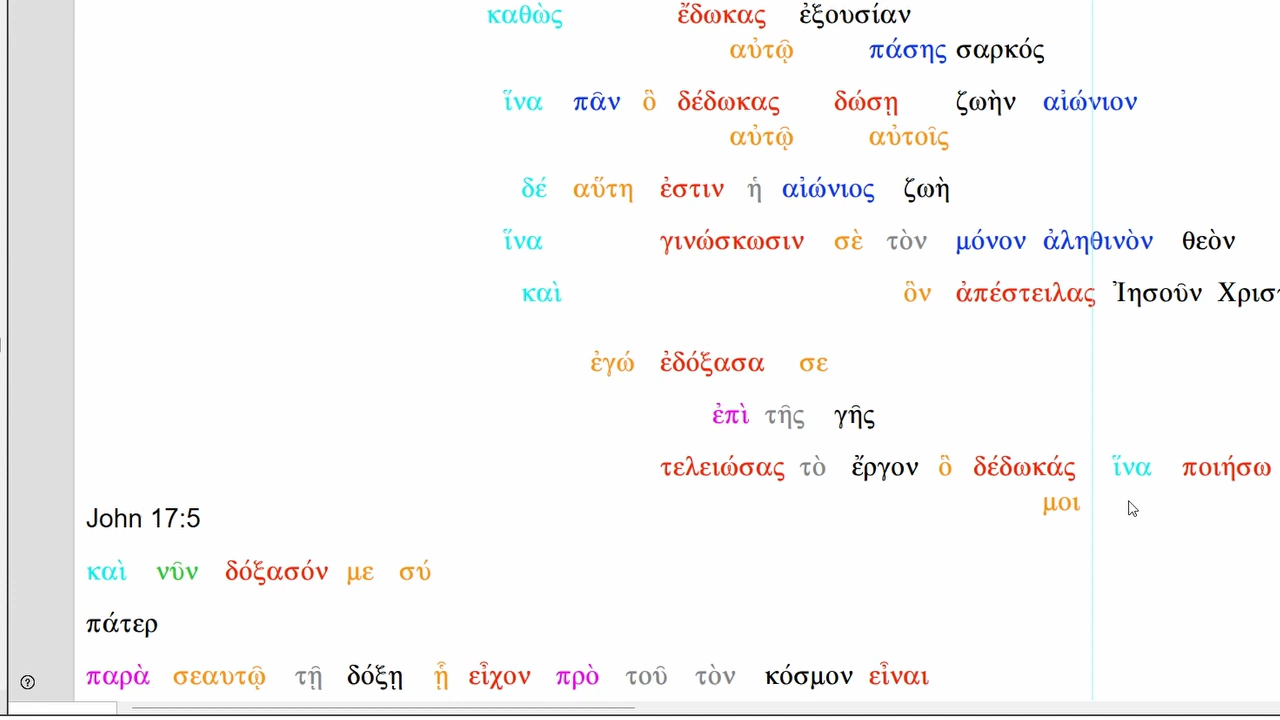 καθὼς ἔδωκας ἐξουσίαν
αὐτῷ πάσης σαρκός
ἵνα πᾶν ὃ δέδωκας δώσῃ ζωὴν αἰώνιον
αὐτῷ αὐτοῖς
δέ αὕτη ἐστιν ἡ αἰώνιος ζωὴ
ἵνα γινώσκωσιν σὲ τὸν μόνον ἀληθινὸν θεὸν
καὶ ὃν ἀπέστειλας Ἰησοῦν
ἐγώ ἐδόξασα σε
ἐπὶ τῆς γῆς
τελειώσας τὸ ἔργον ὃ δέδωκάς ἵνα ποιήσω
μοι
John 17:5
καὶ νῦν δόξασόν με σύ
πάτερ
παρὰ σεαυτῷ τῇ δόξῃ ᾗ εἶχον πρὸ τοῦ τὸν κόσμον εἶναι